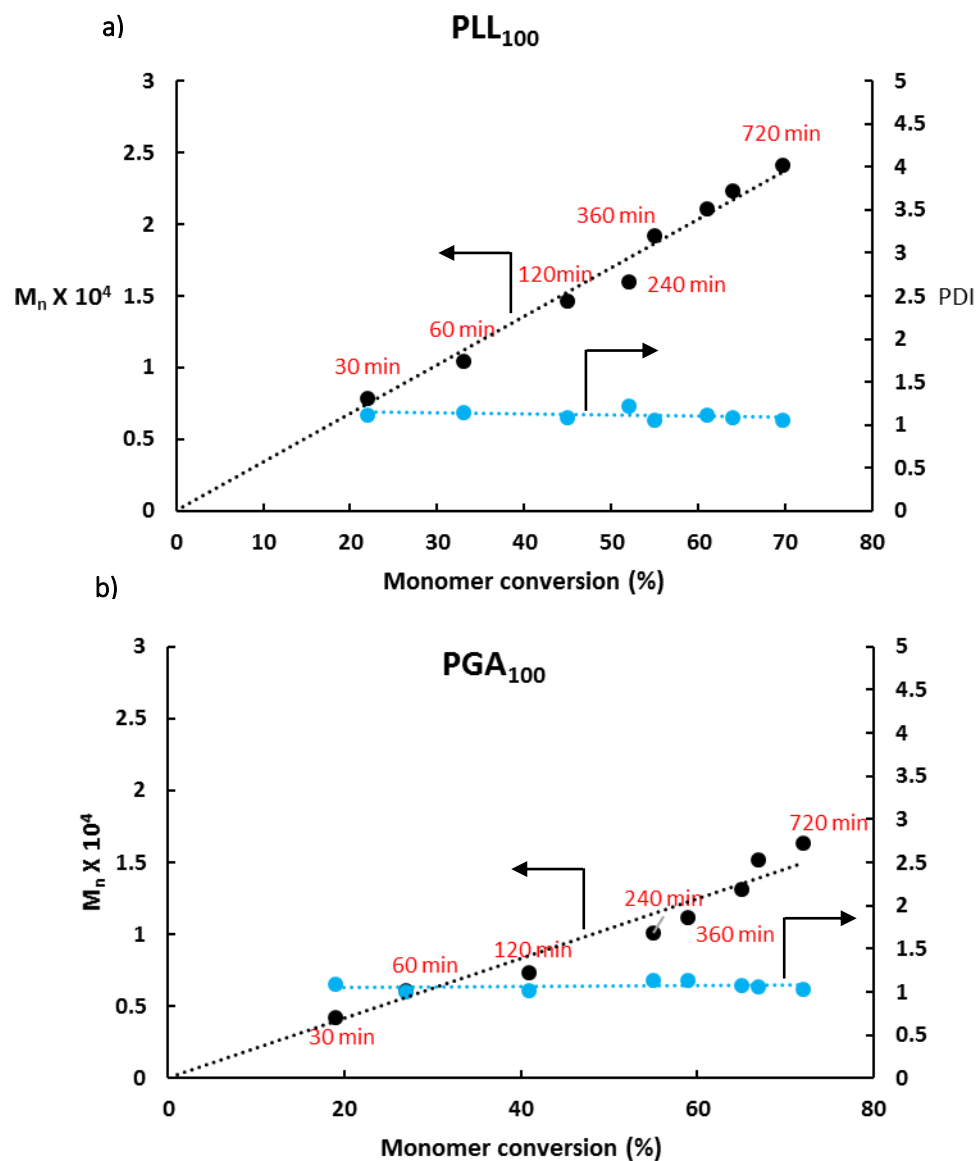 a)
PLL₁₀₀
3
2.5
2
1.5
1
0.5
0
Mₙ X 10⁴
5
4.5
4
3.5
3
2.5
2
1.5
1
0.5
0
PDI
720 min
360 min
120min
240 min
60 min
30 min
0 10 20 30 40 50 60 70 80
Monomer conversion (%)
b)
PGA₁₀₀
3
2.5
2
1.5
1
0.5
0
Mₙ X 10⁴
5
4.5
4
3.5
3
2.5
2
1.5
1
0.5
0
720 min
240 min
360 min
120 min
60 min
30 min
0 20 40 60 80
Monomer conversion (%)